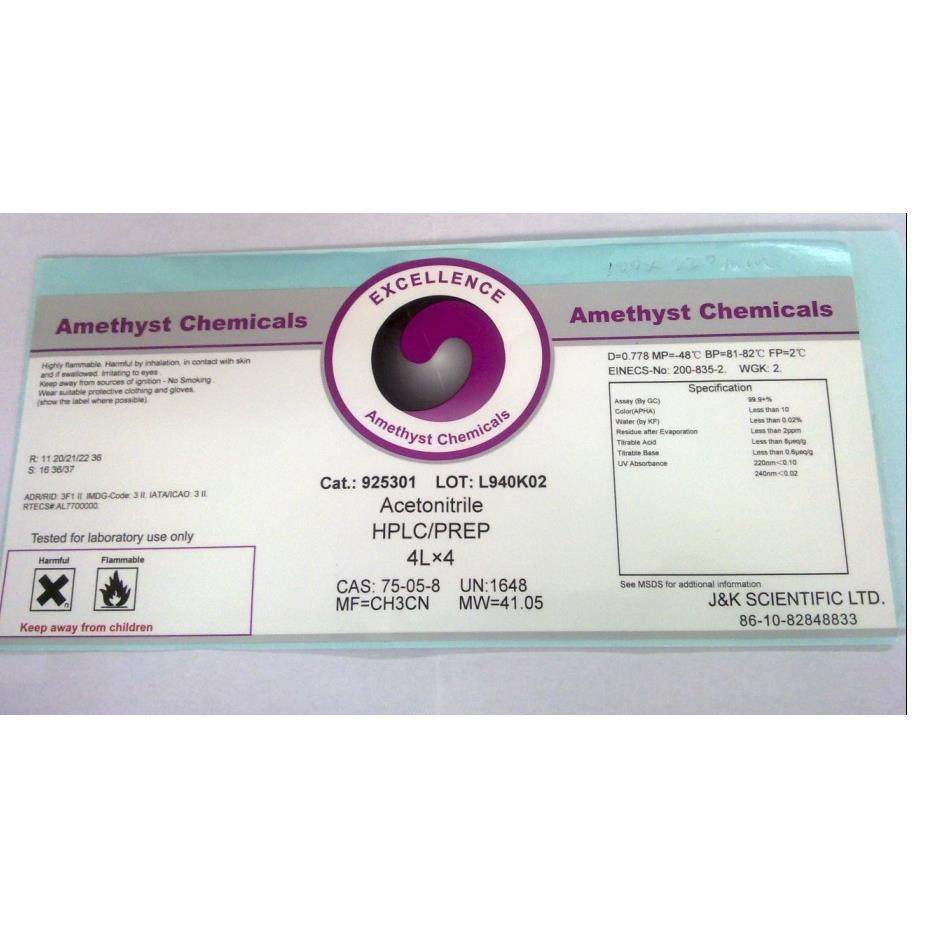 EXCELLENCE
Amethyst Chemicals
Amethyst Chemicals
Amethyst Chemicals
Highly flammable. Harmful by inhalation, in contact with skin
and if swallowed. Irritating to eyes
Keep away from sources of ignition - No Smoking
Wear suitable protective clothing and gloves.
(show the label where possible).
R: 11 20/21/22 36
S: 16 36/37
ADR/RID: 3F1 II. IMDG-Code: 3 II. IATA/ICAO: 3 II.
RTECS#:AL7700000.
Tested for laboratory use only
Harmful Flammable
n
Keep away from children
Cat.: 925301 LOT: L940K02
Acetonitrile
HPLC/PREP
4L×4
CAS: 75-05-8 UN:1648
MF=CH3CN MW=41.05
D=0.778 MP=-48℃ BP=81-82℃ FP=2℃
EINECS-No: 200-835-2. WGK: 2.
Specification
Assay (By GC) 99.9+%
Color(APHA) Less than 10
Water (by KF) Less than 0.02%
Residue after Evaporation Less than 2ppm
Titrable Acid Less than 8μeq/g
Titrable Base Less than 0.6μeq/g
UV Absorbance 220nm<0.10
240nm<0.02
See MSDS for addtional information
J&K SCIENTIFIC LTD.
86-10-82848833